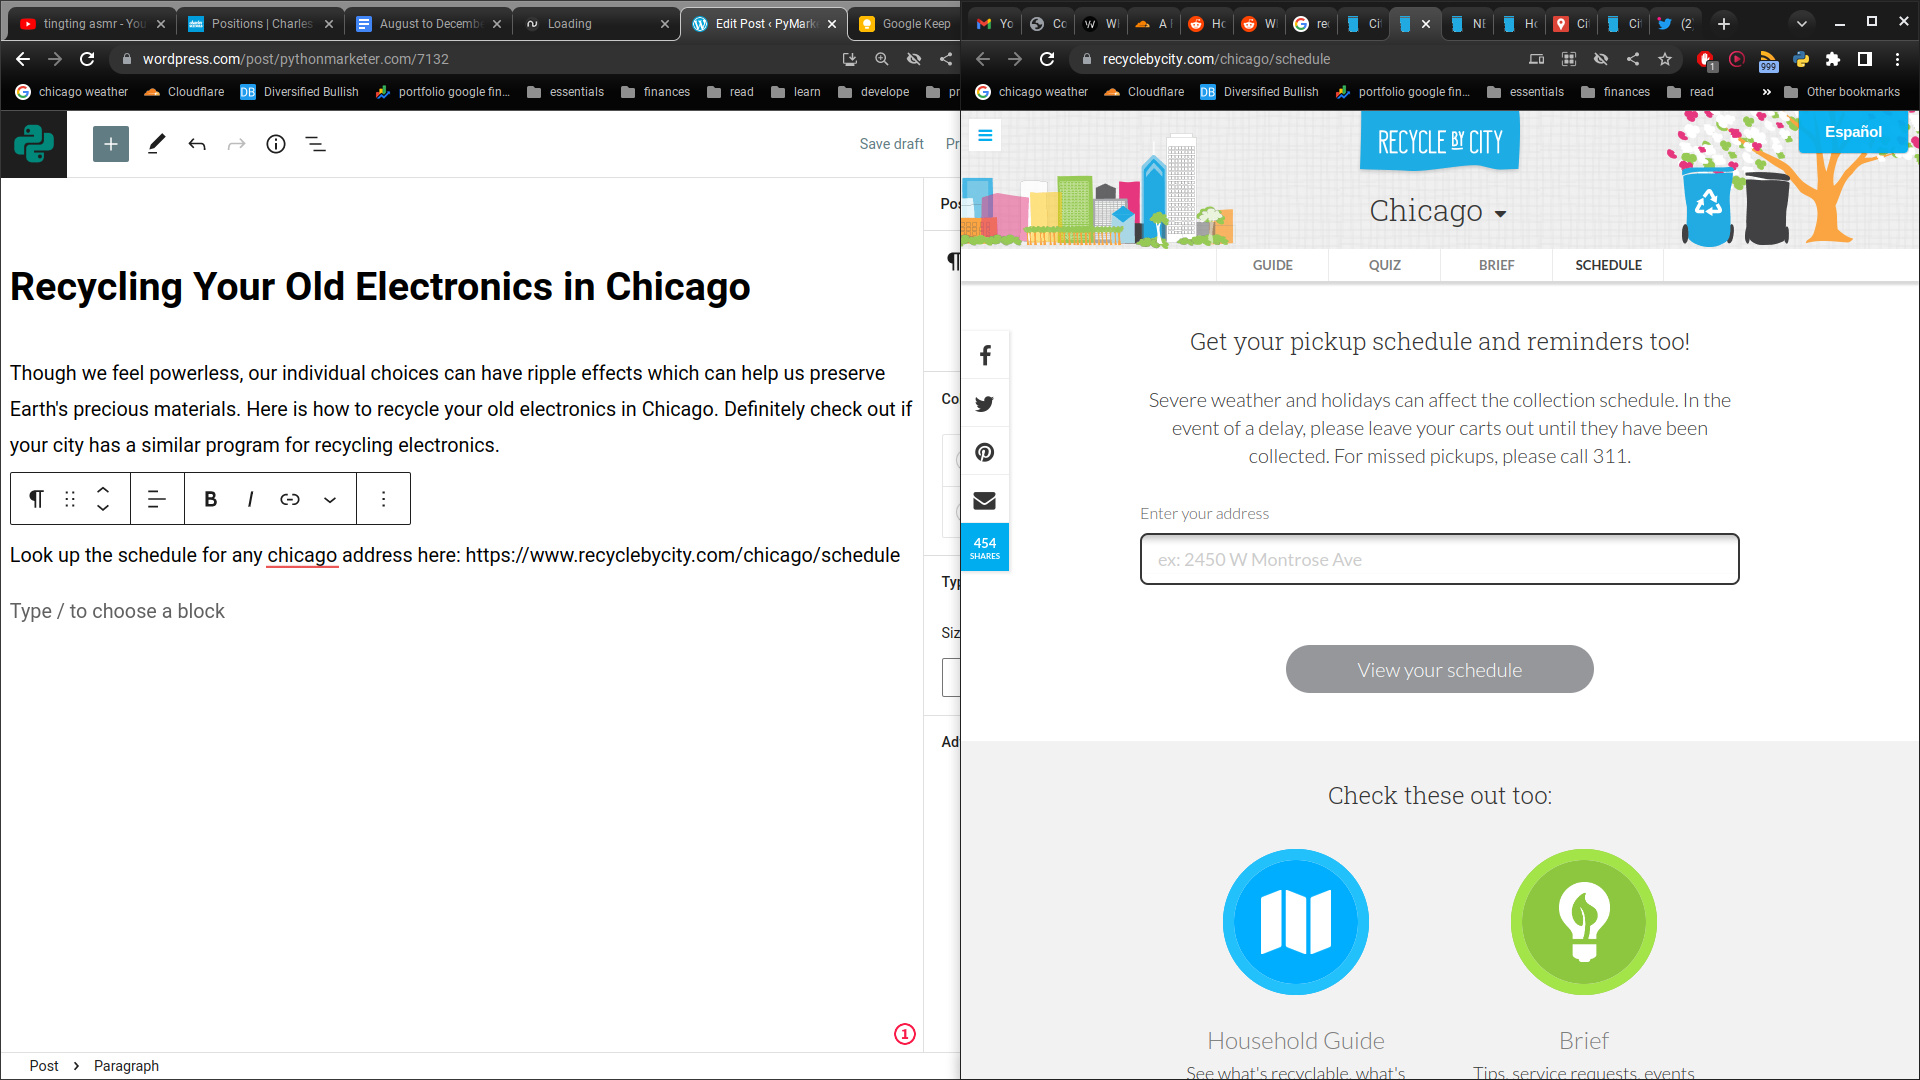 tingting asmr - You
Positions | Charles
August to Decembe
Loading
Edit Post ‹ PyMark
Google Keep
wordpress.com/post/pythonmarketer.com/7132
chicago weather
Cloudflare
DB Diversified Bullish
portfolio google fin...
essentials
finances
read
learn
develope
pr
Save draft
Pr
Recycling Your Old Electronics in Chicago
Though we feel powerless, our individual choices can have ripple effects which can help us preserve
Earth's precious materials. Here is how to recycle your old electronics in Chicago. Definitely check out if
your city has a similar program for recycling electronics.
B I
Look up the schedule for any chicago address here: https://www.recyclebycity.com/chicago/schedule
Type / to choose a block
Pos
Co
Typ
Siz
Ad
1
Post > Paragraph
Yo
Co
W
A
Ho
W
re
Cit
NE
Ho
Ci
Ci
(2
recyclebycity.com/chicago/schedule
1
999
chicago weather
Cloudflare
DB Diversified Bullish
portfolio google fin...
essentials
finances
read
»
Other bookmarks
RECYCLE BY CITY
Español
Chicago
GUIDE
QUIZ
BRIEF
SCHEDULE
Get your pickup schedule and reminders too!
Severe weather and holidays can affect the collection schedule. In the
event of a delay, please leave your carts out until they have been
collected. For missed pickups, please call 311.
454
SHARES
Enter your address
ex: 2450 W Montrose Ave
View your schedule
Check these out too:
Household Guide
See what's recyclable, what's
Brief
Tips, service requests, events